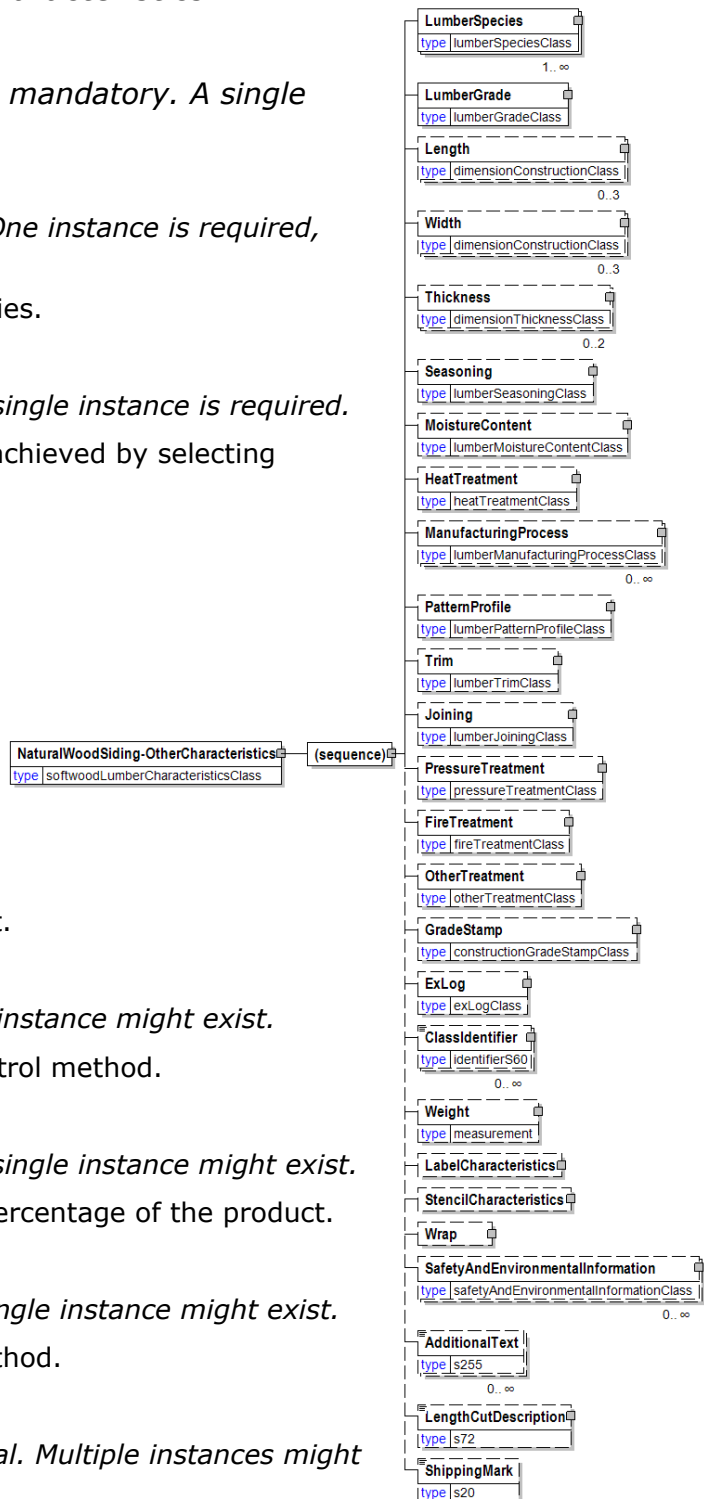 mandatory. A single
One instance is required,
ies.
single instance is required.
achieved by selecting
t.
instance might exist.
trol method.
single instance might exist.
ercentage of the product.
ngle instance might exist.
thod.
al. Multiple instances might
NaturalWoodSiding-OtherCharacteristics
type softwoodLumberCharacteristicsClass
(sequence)
LumberSpecies
type lumberSpeciesClass
1.. ∞
LumberGrade
type lumberGradeClass
Length
type dimensionConstructionClass
0..3
Width
type dimensionConstructionClass
0..3
Thickness
type dimensionThicknessClass
0..2
Seasoning
type lumberSeasoningClass
MoistureContent
type lumberMoistureContentClass
HeatTreatment
type heatTreatmentClass
ManufacturingProcess
type lumberManufacturingProcessClass
0.. ∞
PatternProfile
type lumberPatternProfileClass
Trim
type lumberTrimClass
Joining
type lumberJoiningClass
PressureTreatment
type pressureTreatmentClass
FireTreatment
type fireTreatmentClass
OtherTreatment
type otherTreatmentClass
GradeStamp
type constructionGradeStampClass
ExLog
type exLogClass
ClassIdentifier
type identifierS60
0.. ∞
Weight
type measurement
LabelCharacteristics
StencilCharacteristics
Wrap
SafetyAndEnvironmentalInformation
type safetyAndEnvironmentalInformationClass
0.. ∞
AdditionalText
type s255
0.. ∞
LengthCutDescription
type s72
ShippingMark
type s20